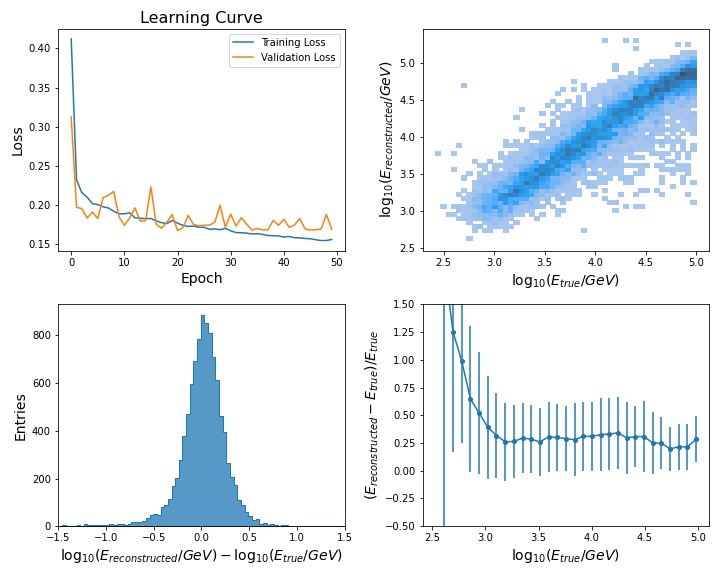 Learning Curve
Training Loss
Validation Loss
0.40
0.35
0.30
0.25
0.20
0.15
Loss
0 10 20 30 40 50
Epoch
5.0
4.5
4.0
3.5
3.0
2.5
log10(Ereconstructed/GeV)
2.5 3.0 3.5 4.0 4.5 5.0
log10(Etrue/GeV)
800
600
400
200
0
Entries
−1.5 −1.0 −0.5 0.0 0.5 1.0 1.5
log10(Ereconstructed/GeV) − log10(Etrue/GeV)
1.50
1.25
1.00
0.75
0.50
0.25
0.00
−0.25
−0.50
(Ereconstructed − Etrue)/Etrue
2.5 3.0 3.5 4.0 4.5 5.0
log10(Etrue/GeV)